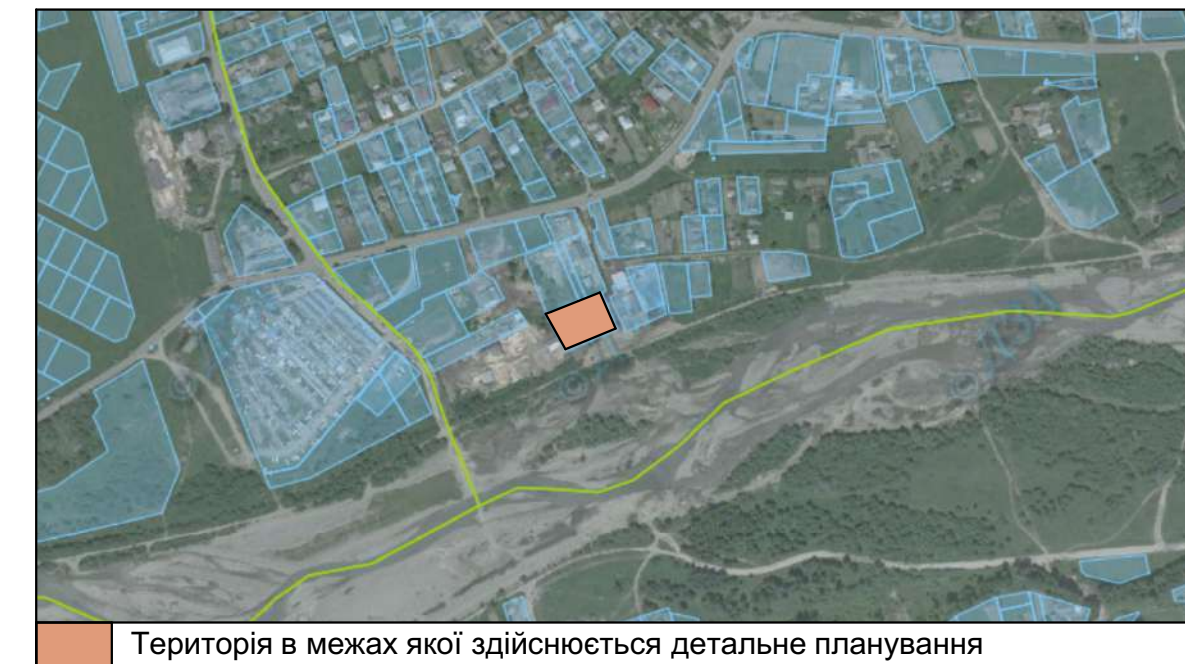 Територія в межах якої здійснюється детальне планування